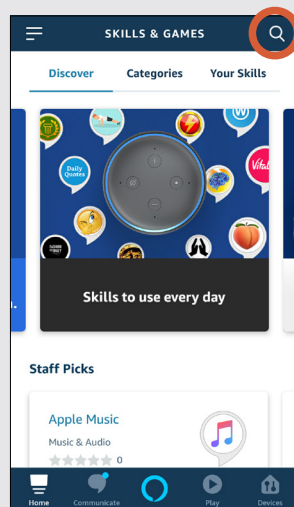 SKILLS & GAMES
Discover Categories Your Skills
W
Daily
Quotes
Vital
.
Skills to use every day
Staff Picks
Apple Music
Music & Audio
0
Home Communicate Play Devices